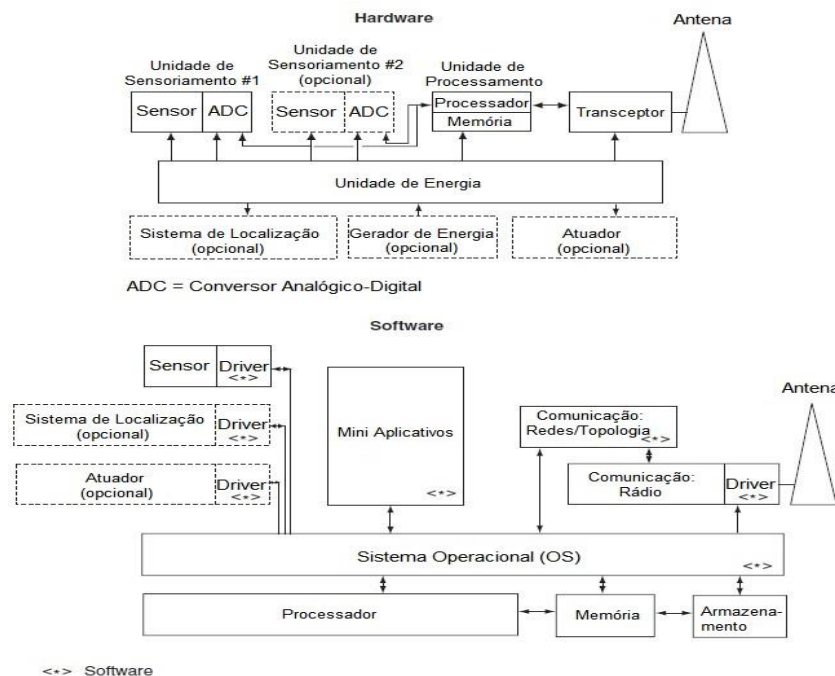 Hardware
Antena
Unidade de
Sensoriamento #1
Unidade de
Sensoriamento #2
(opcional)
Unidade de
Processamento
Sensor
ADC
Sensor
ADC
Processador
Memória
Transceptor
Unidade de Energia
Sistema de Localização
(opcional)
Gerador de Energia
(opcional)
Atuador
(opcional)
ADC = Conversor Analógico-Digital
Software
Sensor
Driver
<*>
Sistema de Localização
(opcional)
Driver
<*>
Atuador
(opcional)
Driver
<*>
Mini Aplicativos
<*>
Comunicação:
Redes/Topologia
<*>
Comunicação:
Rádio
Driver
<*>
Antena
Sistema Operacional (OS)
<*>
Processador
Memória
Armazena-
mento
<*> Software